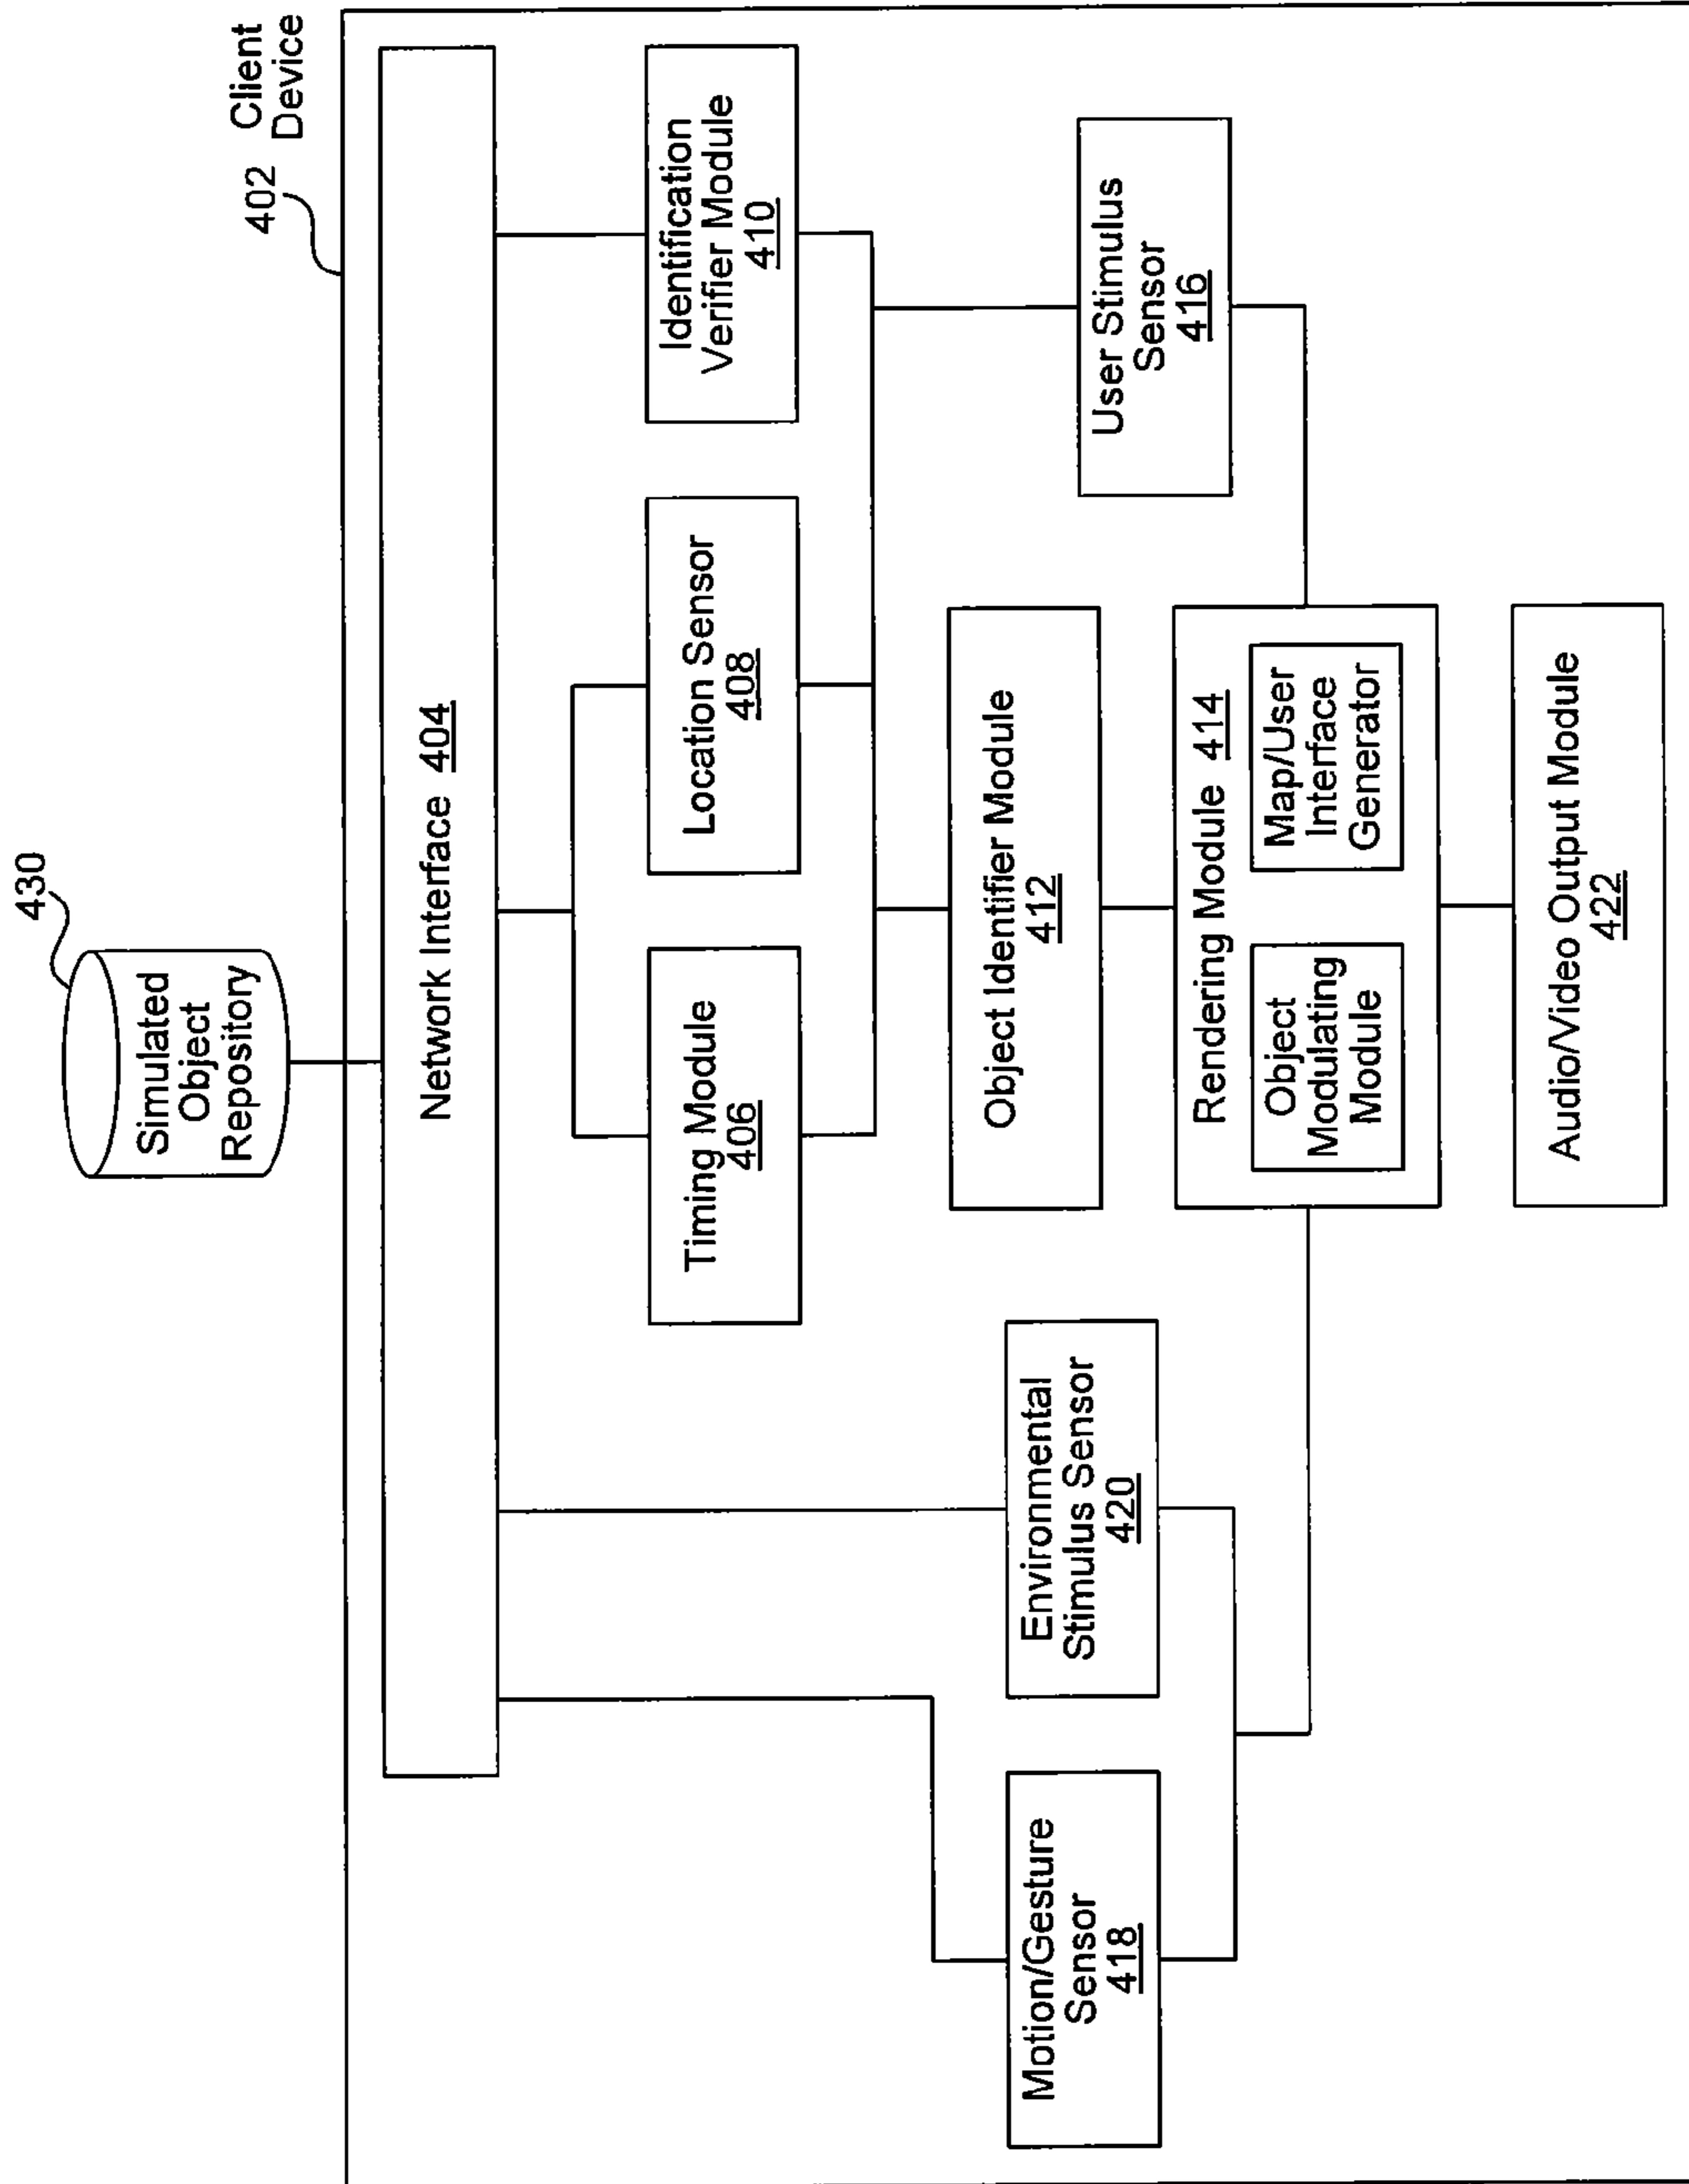 430
Simulated
Object
Repository
402
Client
Device
Network Interface 404
Timing Module
406
Location Sensor
408
Identification
Verifier Module
410
Motion/Gesture
Sensor
418
Environmental
Stimulus Sensor
420
Object Identifier Module
412
User Stimulus
Sensor
416
Rendering Module 414
Object
Modulating
Module
Map/User
Interface
Generator
Audio/Video Output Module
422